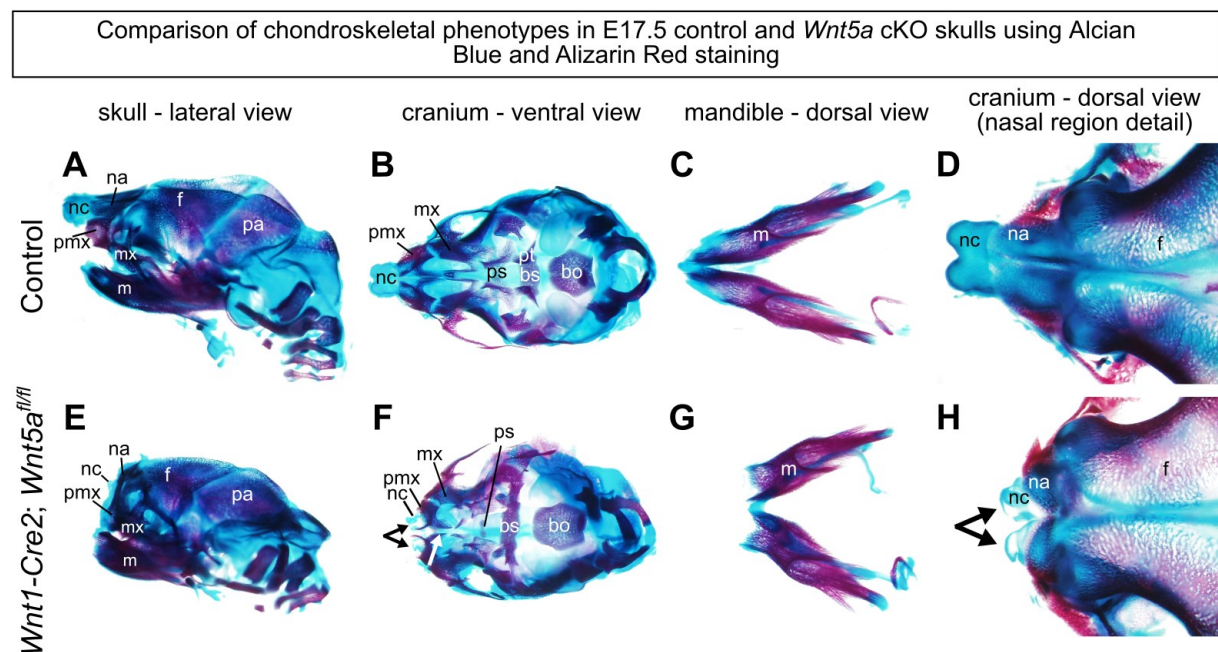 Comparison of chondroskeletal phenotypes in E17.5 control and Wnt5a cKO skulls using Alcian
Blue and Alizarin Red staining
skull - lateral view
cranium - ventral view
mandible - dorsal view
cranium - dorsal view
(nasal region detail)
Control
A
na
nc
f
pa
pmx
mx
m
B
mx
pmx
nc
ps
pt
bs
bo
C
m
D
nc
na
f
Wnt1-Cre2; Wnt5afl/fl
E
na
nc
f
pmx
pa
mx
m
F
ps
mx
pmx
nc
bs
bo
G
m
H
na
nc
f